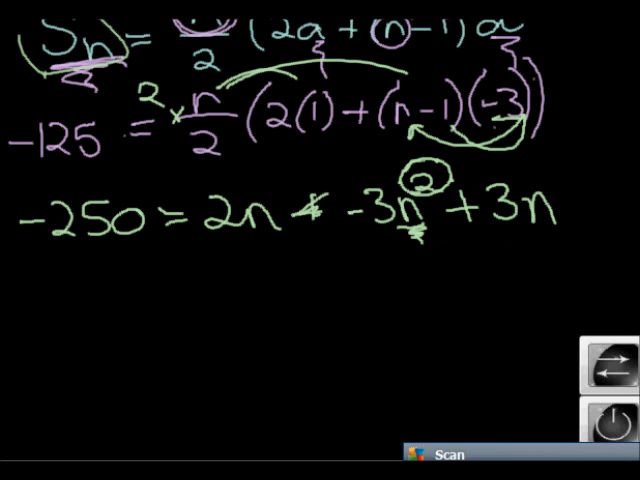 Sn = n/2 (2a + (n-1)d
-125 = 2 × n/2 (2(1) + (n-1)(-3))
-250 = 2n -3n² + 3n
Scan